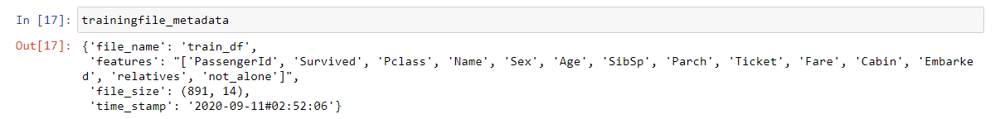 In [17]: trainingfile_metadata
Out[17]: {'file_name': 'train_df',
'features': "['PassengerId', 'Survived', 'Pclass', 'Name', 'Sex', 'Age', 'SibSp', 'Parch', 'Ticket', 'Fare', 'Cabin', 'Embarke
d', 'relatives', 'not_alone']",
'file_size': (891, 14),
'time_stamp': '2020-09-11#02:52:06'}